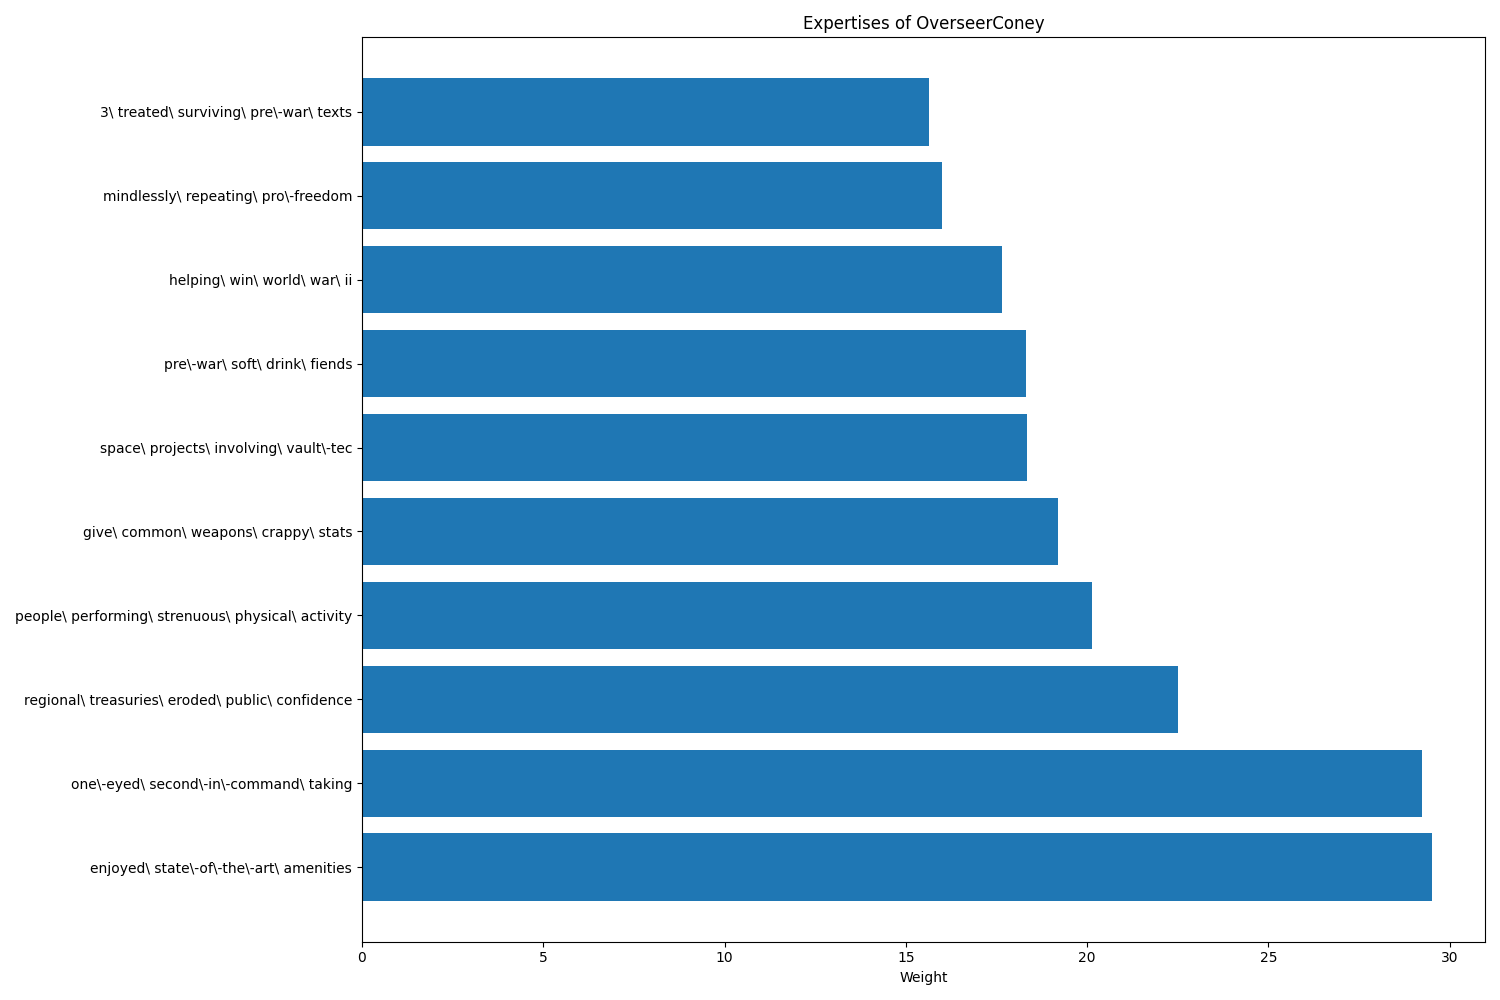 Expertises of OverseerConey
3\ treated\ surviving\ pre\-war\ texts
mindlessly\ repeating\ pro\-freedom
helping\ win\ world\ war\ ii
pre\-war\ soft\ drink\ fiends
space\ projects\ involving\ vault\-tec
give\ common\ weapons\ crappy\ stats
people\ performing\ strenuous\ physical\ activity
regional\ treasuries\ eroded\ public\ confidence
one\-eyed\ second\-in\-command\ taking
enjoyed\ state\-of\-the\-art\ amenities
0 5 10 15 20 25 30
Weight